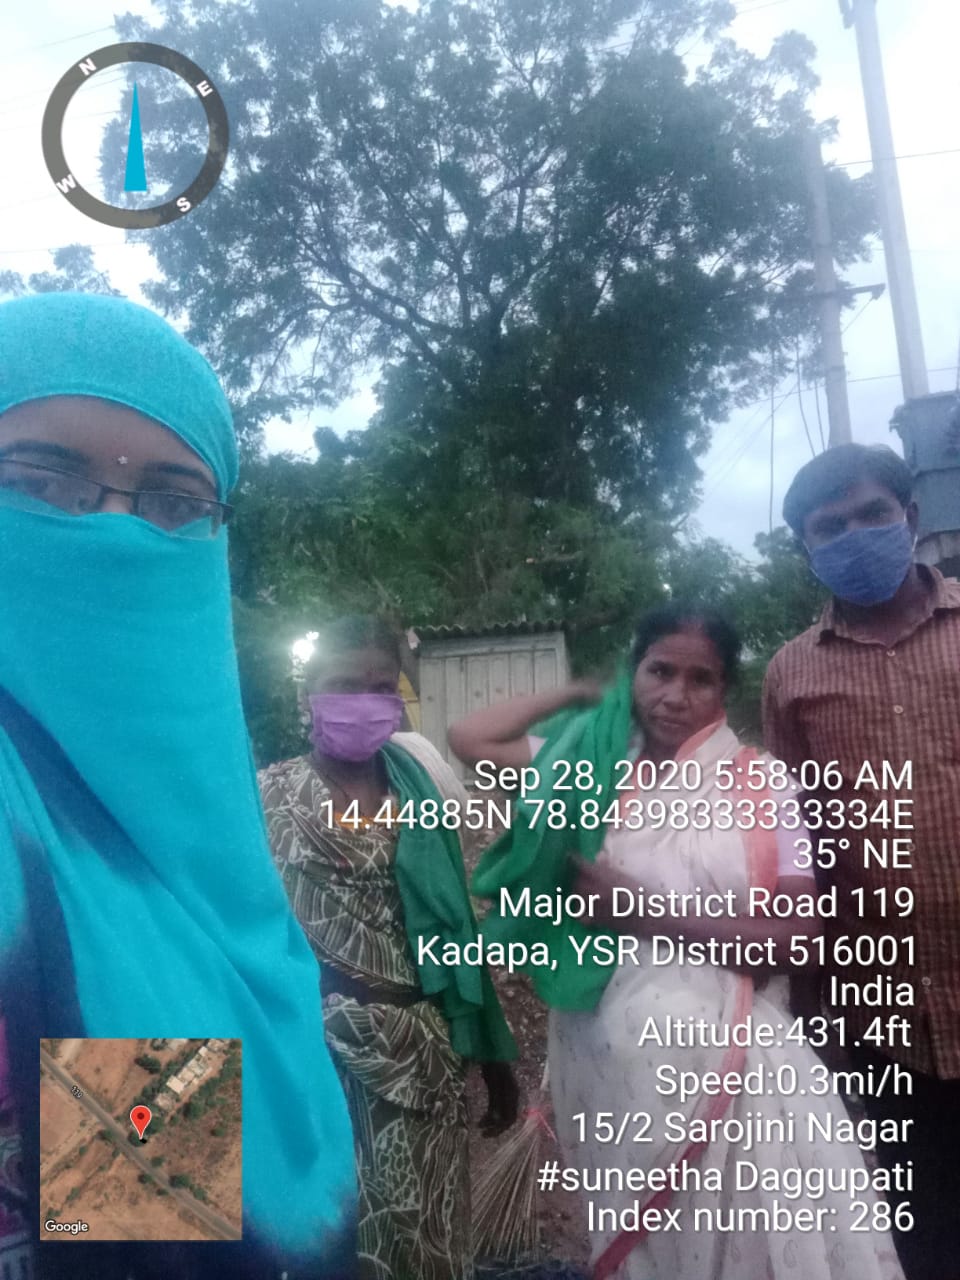 N
E
W
S
Sep 28, 2020 5:58:06 AM
14.44885N 78.84398333333334E
35° NE
Major District Road 119
Kadapa, YSR District 516001
India
Altitude:431.4ft
Speed:0.3mi/h
15/2 Sarojini Nagar
#suneetha Daggupati
Index number: 286
119
Google